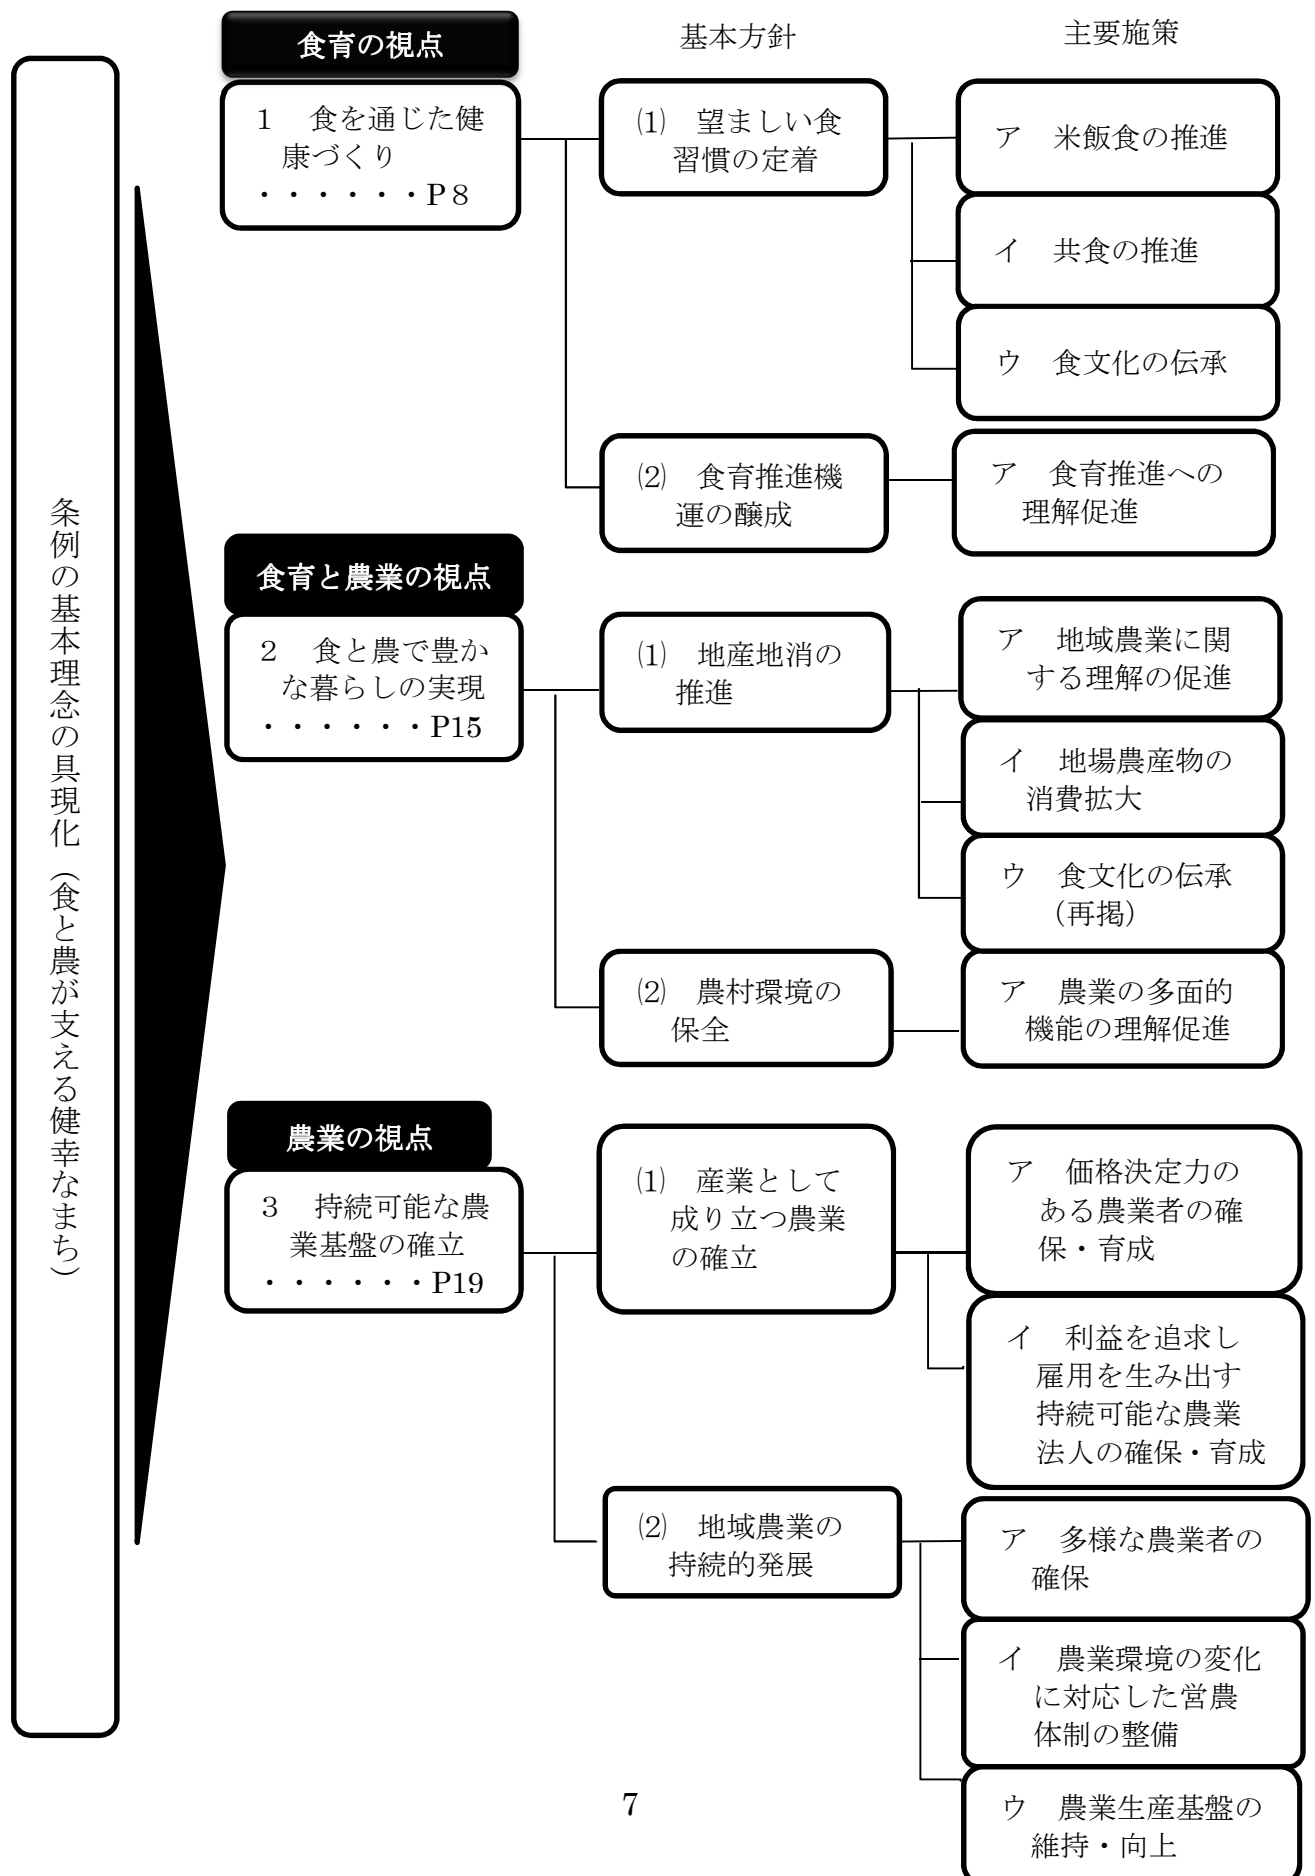 条例の基本理念の具現化（食と農が支える健幸なまち）
食育の視点
基本方針
主要施策
１　食を通じた健
康づくり
・・・・・・P８
⑴　望ましい食
習慣の定着
ア　米飯食の推進
イ　共食の推進
ウ　食文化の伝承
⑵　食育推進機
運の醸成
ア　食育推進への
理解促進
食育と農業の視点
２　食と農で豊か
な暮らしの実現
・・・・・・P15
⑴　地産地消の
推進
ア　地域農業に関
する理解の促進
イ　地場農産物の
消費拡大
ウ　食文化の伝承
（再掲）
⑵　農村環境の
保全
ア　農業の多面的
機能の理解促進
農業の視点
３　持続可能な農
業基盤の確立
・・・・・・P19
⑴　産業として
成り立つ農業
の確立
ア　価格決定力の
ある農業者の確
保・育成
イ　利益を追求し
雇用を生み出す
持続可能な農業
法人の確保・育成
⑵　地域農業の
持続的発展
ア　多様な農業者の
確保
イ　農業環境の変化
に対応した営農
体制の整備
ウ　農業生産基盤の
維持・向上
7